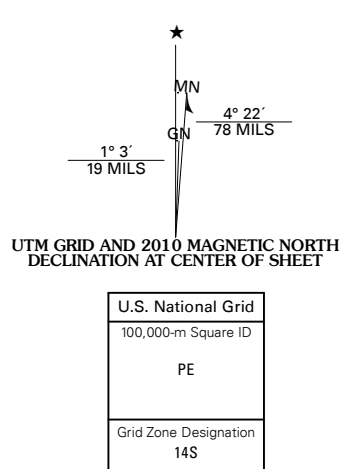 ★
MN
GN
4° 22´
78 MILS
1° 3´
19 MILS
UTM GRID AND 2010 MAGNETIC NORTH
DECLINATION AT CENTER OF SHEET
U.S. National Grid
100,000-m Square ID
PE
Grid Zone Designation
14S